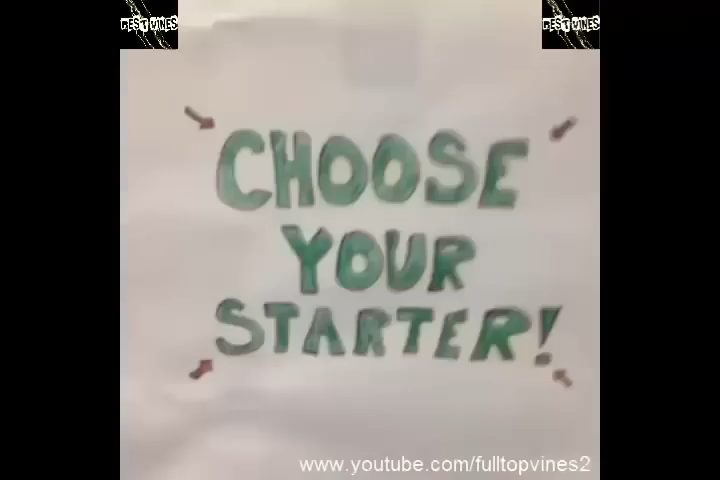 BEST VINES BEST VINES
CHOOSE
YOUR
STARTER!
www.youtube.com/fulltopvines2